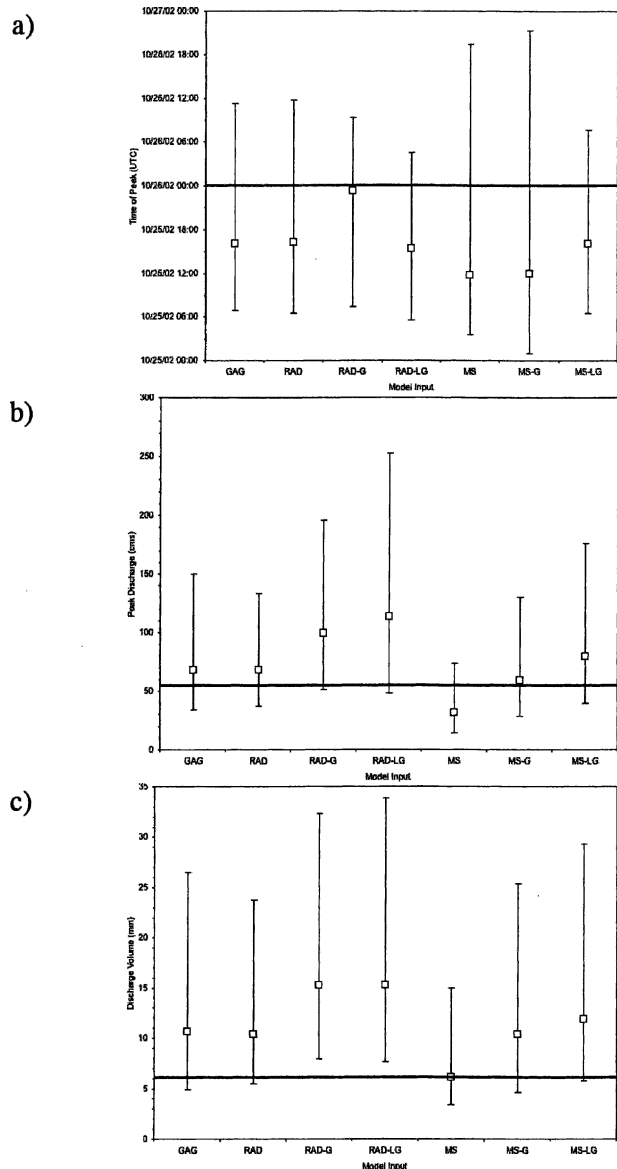 a)
10/27/02 00:00
10/26/02 18:00
10/26/02 12:00
10/26/02 06:00
10/26/02 00:00
10/25/02 18:00
10/25/02 12:00
10/25/02 06:00
10/25/02 00:00
Time of Peak (UTC)
GAG RAD RAD-G RAD-LG MS MS-G MS-LG
Model Input
b)
300
250
200
150
100
50
0
Peak Discharge (cms)
GAG RAD RAD-G RAD-LG MS MS-G MS-LG
Model Input
c)
35
30
25
20
15
10
5
0
Discharge Volume (mm)
GAG RAD RAD-G RAD-LG MS MS-G MS-LG
Model Input